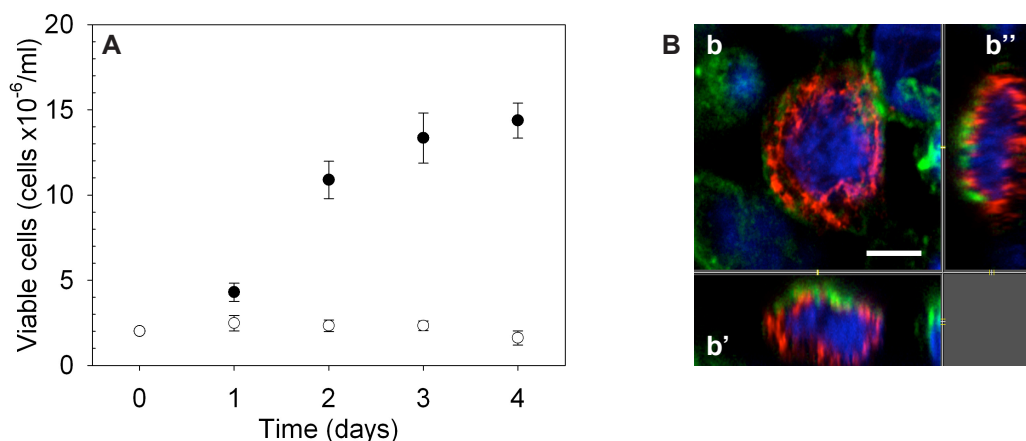 A
20
15
10
5
0
Viable cells (cells x10⁻⁶/ml)
0 1 2 3 4
Time (days)
B
b
b’’
b’